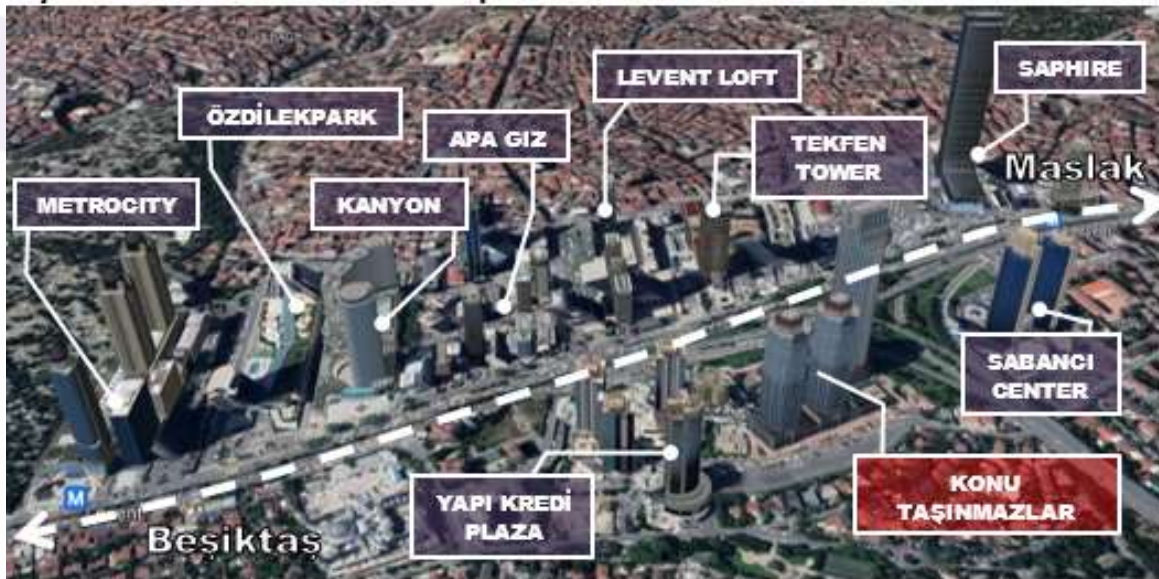 LEVENT LOFT
SAPHIRE
ÖZDİLEKPARK
APA GIZ
TEKFEN
TOWER
Maslak
METROCITY
KANYON
SABANCI
CENTER
YAPI KREDİ
PLAZA
KONU
TAŞINMAZLAR
M
Beşiktaş